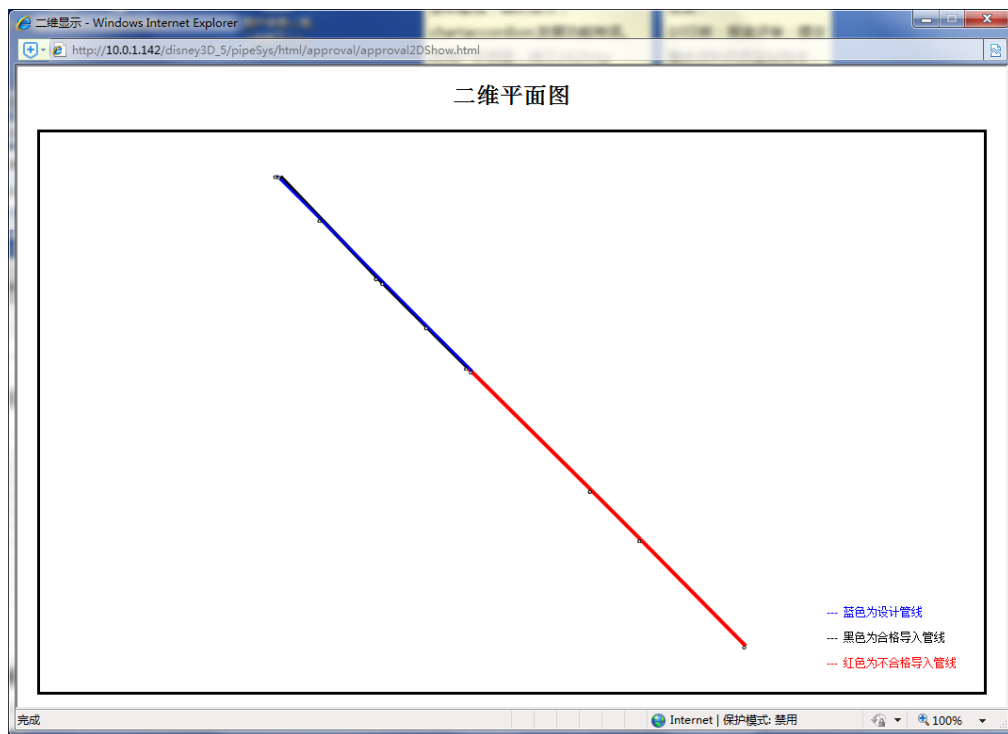 二维显示 - Windows Internet Explorer
http://10.0.1.142/disney3D_5/pipeSys/html/approval/approval2DShow.html
二维平面图
--- 蓝色为设计管线
--- 黑色为合格导入管线
--- 红色为不合格导入管线
完成
Internet | 保护模式: 禁用
100%